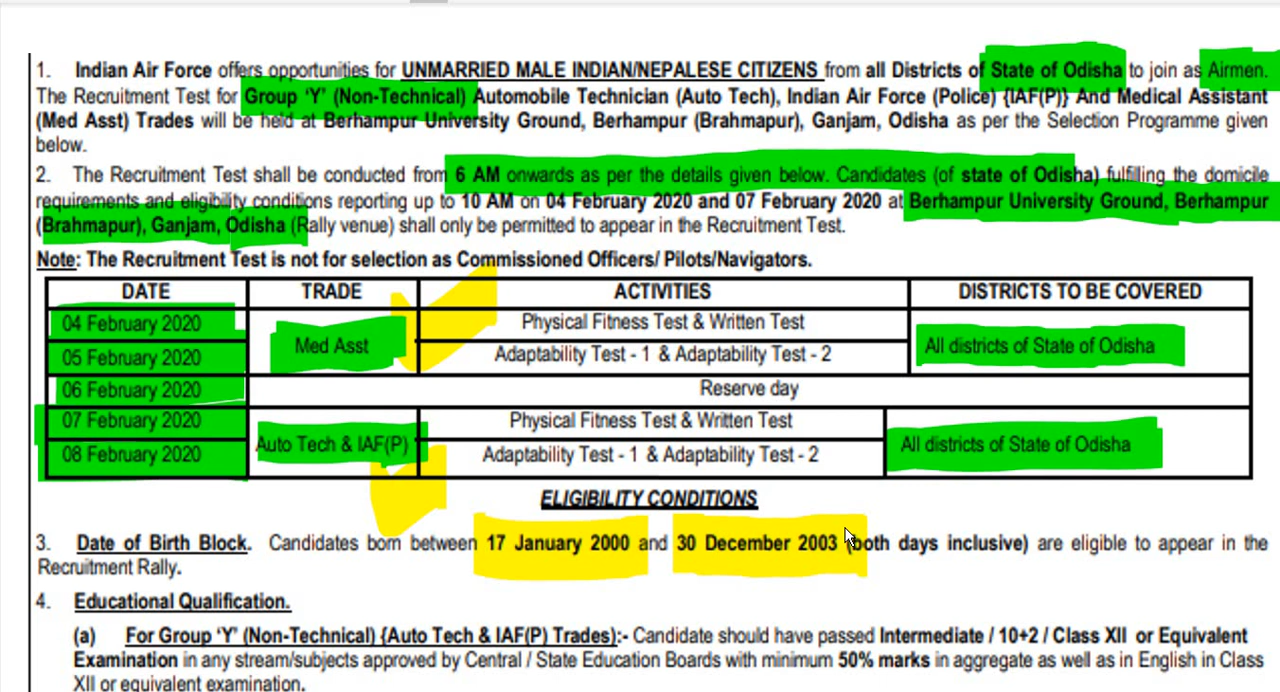 1. Indian Air Force offers opportunities for UNMARRIED MALE INDIAN/NEPALESE CITIZENS from all Districts of State of Odisha to join as Airmen.
The Recruitment Test for Group 'Y' (Non-Technical) Automobile Technician (Auto Tech), Indian Air Force (Police) {IAF(P)} And Medical Assistant
(Med Asst) Trades will be held at Berhampur University Ground, Berhampur (Brahmapur), Ganjam, Odisha as per the Selection Programme given
below.
2. The Recruitment Test shall be conducted from 6 AM onwards as per the details given below. Candidates (of state of Odisha) fulfilling the domicile
requirements and eligibility conditions reporting up to 10 AM on 04 February 2020 and 07 February 2020 at Berhampur University Ground, Berhampur
(Brahmapur), Ganjam, Odisha (Rally venue) shall only be permitted to appear in the Recruitment Test.
Note: The Recruitment Test is not for selection as Commissioned Officers/ Pilots/Navigators.
DATE TRADE ACTIVITIES DISTRICTS TO BE COVERED
04 February 2020 Physical Fitness Test & Written Test
Med Asst All districts of State of Odisha
05 February 2020 Adaptability Test - 1 & Adaptability Test - 2
06 February 2020 Reserve day
07 February 2020 Physical Fitness Test & Written Test
Auto Tech & IAF(P) All districts of State of Odisha
08 February 2020 Adaptability Test - 1 & Adaptability Test - 2
ELIGIBILITY CONDITIONS
3. Date of Birth Block. Candidates born between 17 January 2000 and 30 December 2003 (both days inclusive) are eligible to appear in the
Recruitment Rally.
4. Educational Qualification.
(a) For Group 'Y' (Non-Technical) {Auto Tech & IAF(P) Trades):- Candidate should have passed Intermediate / 10+2 / Class XII or Equivalent
Examination in any stream/subjects approved by Central / State Education Boards with minimum 50% marks in aggregate as well as in English in Class
XII or equivalent examination.